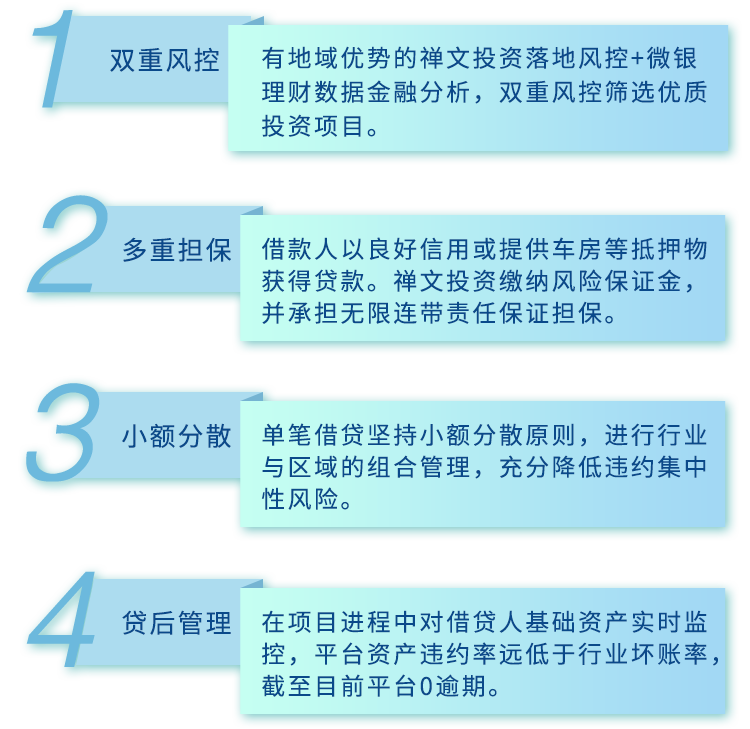 1
双重风控
有地域优势的禅文投资落地风控+微银
理财数据金融分析，双重风控筛选优质
投资项目。
2
多重担保
借款人以良好信用或提供车房等抵押物
获得贷款。禅文投资缴纳风险保证金，
并承担无限连带责任保证担保。
3
小额分散
单笔借贷坚持小额分散原则，进行行业
与区域的组合管理，充分降低违约集中
性风险。
4
贷后管理
在项目进程中对借贷人基础资产实时监
控，平台资产违约率远低于行业坏账率，
截至目前平台0逾期。